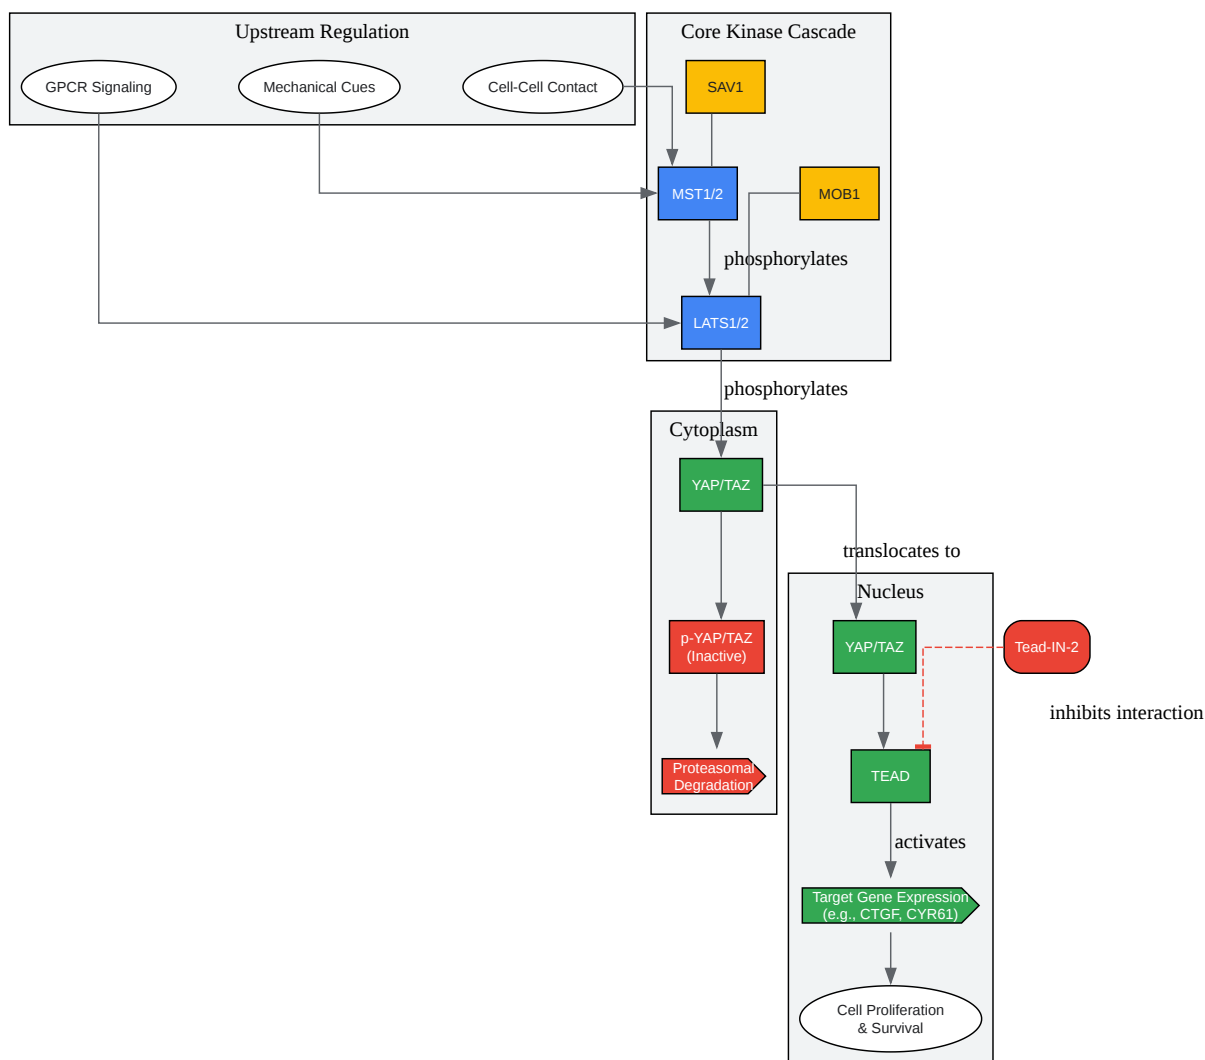 Upstream Regulation
Core Kinase Cascade
GPCR Signaling
Mechanical Cues
Cell-Cell Contact
SAV1
MST1/2
MOB1
phosphorylates
LATS1/2
phosphorylates
Cytoplasm
YAP/TAZ
translocates to
Nucleus
p-YAP/TAZ
(Inactive)
YAP/TAZ
Tead-IN-2
inhibits interaction
Proteasomal
Degradation
TEAD
activates
Target Gene Expression
(e.g., CTGF, CYR61)
Cell Proliferation
& Survival